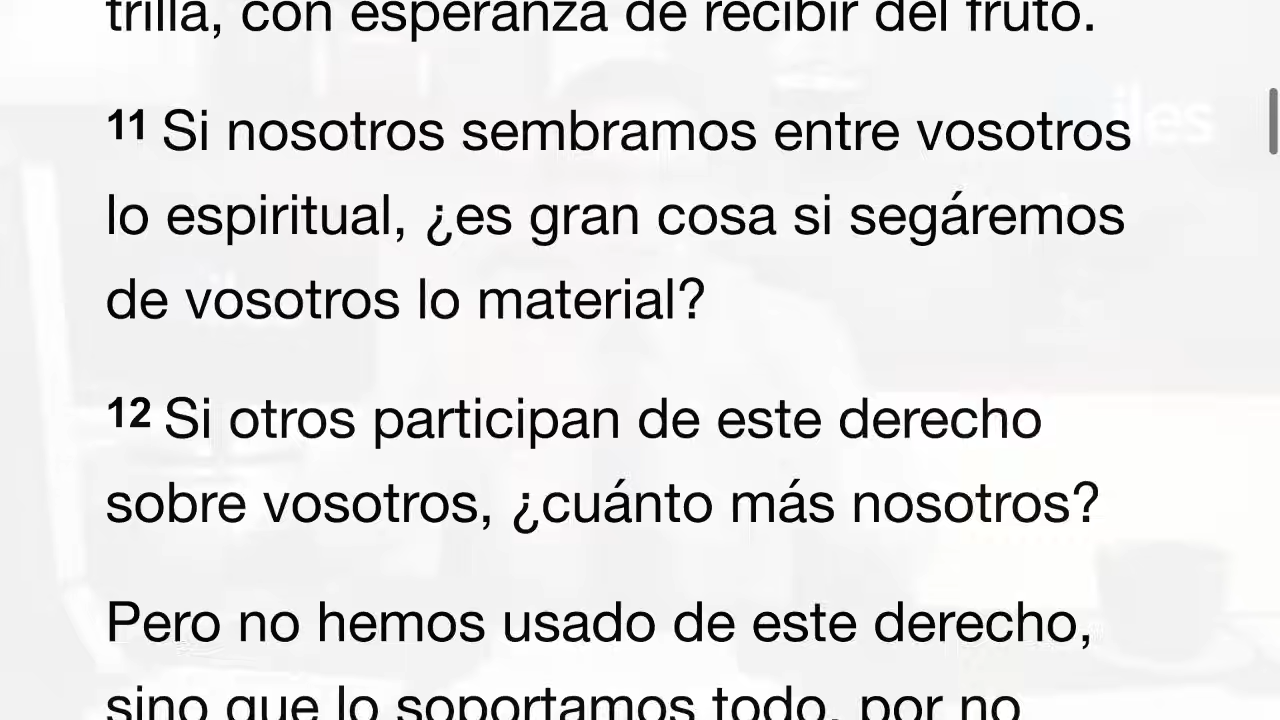 trilla, con esperanza de recibir del fruto.
11 Si nosotros sembramos entre vosotros
lo espiritual, ¿es gran cosa si segáremos
de vosotros lo material?
12 Si otros participan de este derecho
sobre vosotros, ¿cuánto más nosotros?
Pero no hemos usado de este derecho,
sino que lo soportamos todo, por no